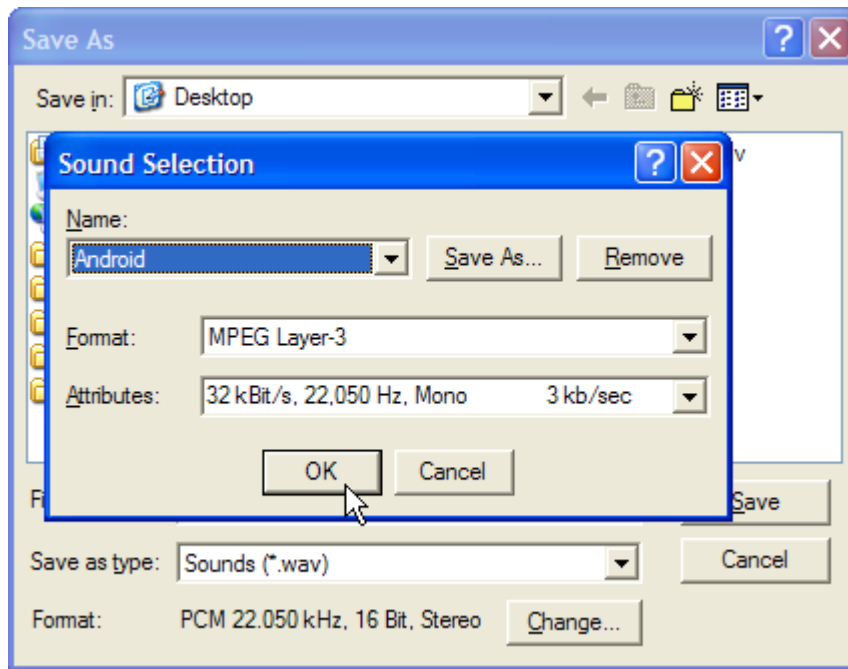 Save As
Save in: Desktop
v
Sound Selection
Name:
Android Save As... Remove
Format: MPEG Layer-3
Attributes: 32 kBit/s, 22,050 Hz, Mono 3 kb/sec
OK Cancel
Save
Save as type: Sounds (*.wav) Cancel
Format: PCM 22.050 kHz, 16 Bit, Stereo Change...